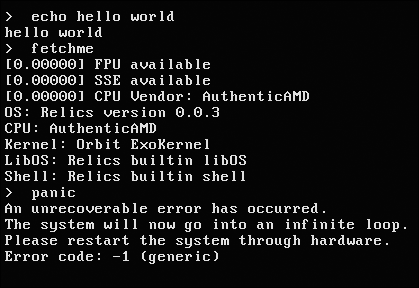 >  echo hello world
hello world
>  fetchme
[0.00000] FPU available
[0.00000] SSE available
[0.00000] CPU Vendor: AuthenticAMD
OS: Relics version 0.0.3
CPU: AuthenticAMD
Kernel: Orbit ExoKernel
LibOS: Relics builtin libOS
Shell: Relics builtin shell
>  panic
An unrecoverable error has occurred.
The system will now go into an infinite loop.
Please restart the system through hardware.
Error code: -1 (generic)